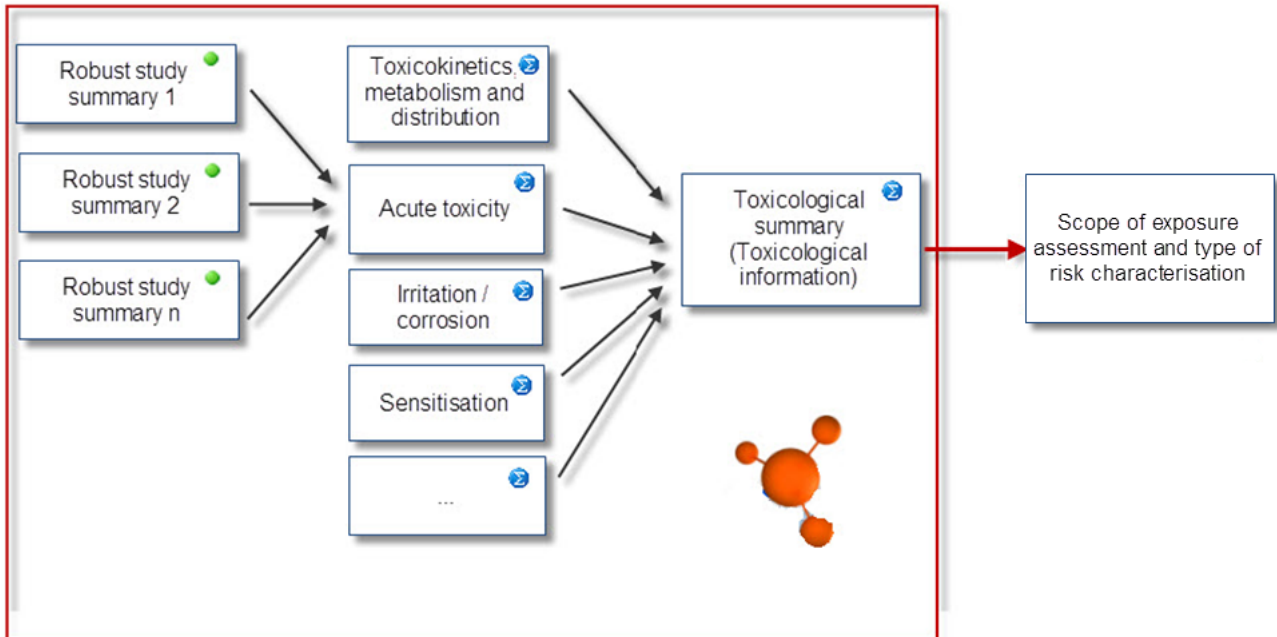 Robust study
summary 1
Robust study
summary 2
Robust study
summary n
Toxicokinetics,
metabolism and
distribution
Σ
Acute toxicity
Σ
Irritation /
corrosion
Σ
Sensitisation
Σ
...
Σ
Toxicological
summary
(Toxicological
information)
Σ
Scope of exposure
assessment and type of
risk characterisation